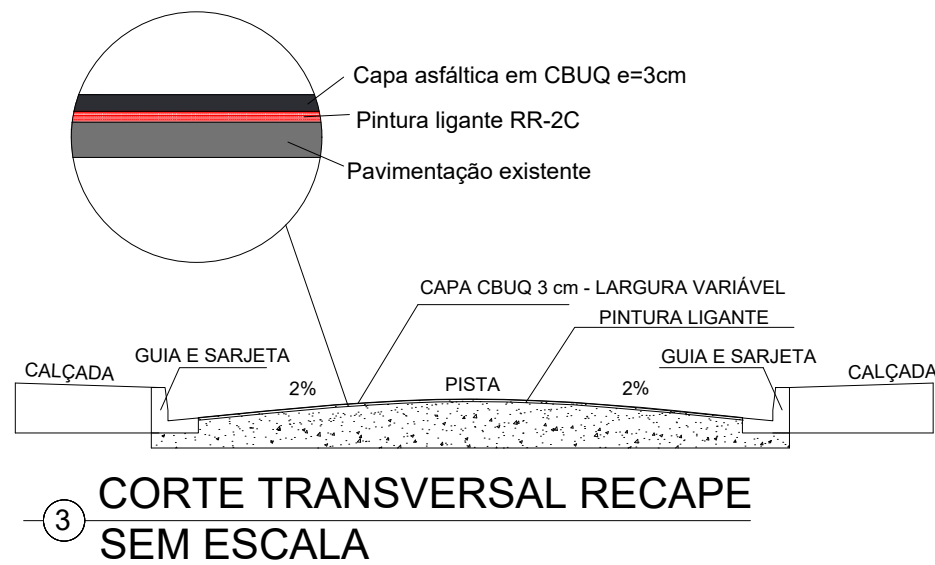 Capa asfáltica em CBUQ e=3cm
Pintura ligante RR-2C
Pavimentação existente
CAPA CBUQ 3 cm - LARGURA VARIÁVEL
PINTURA LIGANTE
CALÇADA
GUIA E SARJETA
2%
PISTA
2%
GUIA E SARJETA
CALÇADA
3
CORTE TRANSVERSAL RECAPE
SEM ESCALA